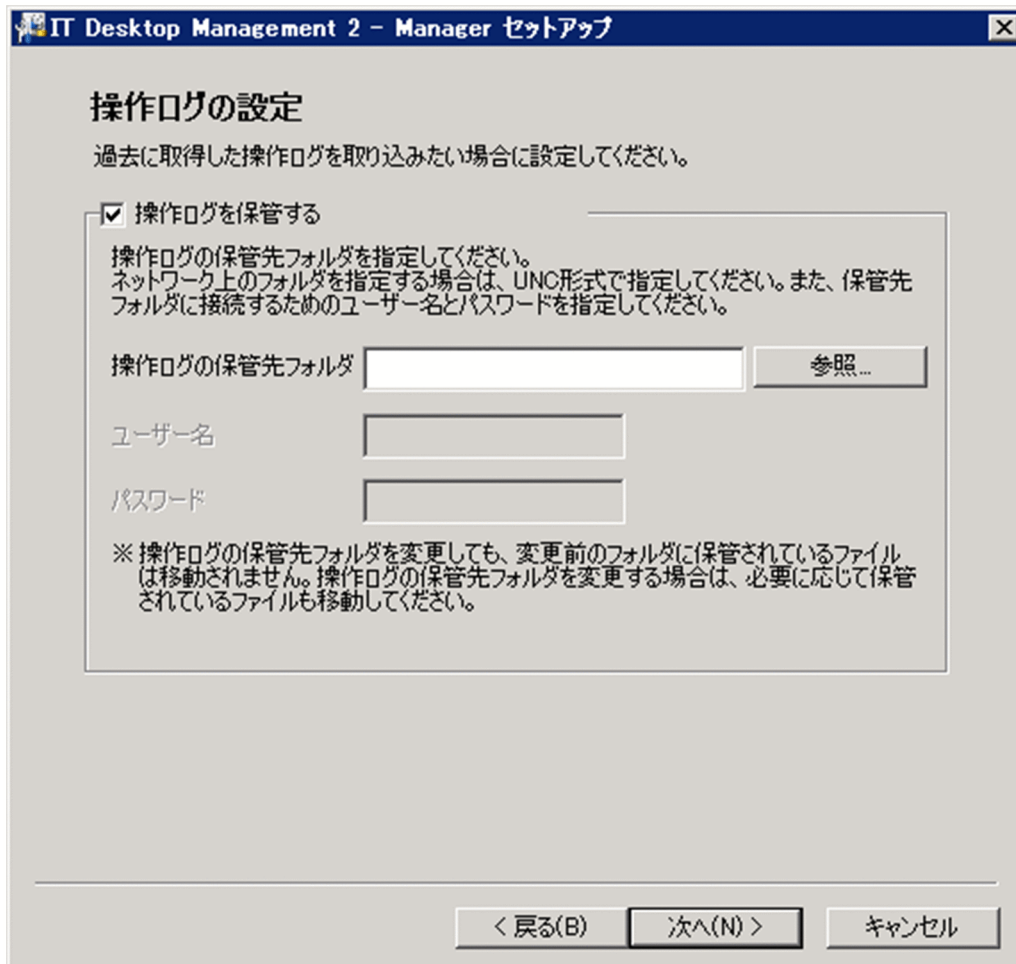 IT Desktop Management 2 - Manager セットアップ
操作ログの設定
過去に取得した操作ログを取り込みたい場合に設定してください。
操作ログを保管する
操作ログの保管先フォルダを指定してください。
ネットワーク上のフォルダを指定する場合は、UNC形式で指定してください。また、保管先
フォルダに接続するためのユーザー名とパスワードを指定してください。
操作ログの保管先フォルダ
参照...
ユーザー名
パスワード
※ 操作ログの保管先フォルダを変更しても、変更前のフォルダに保管されているファイル
は移動されません。操作ログの保管先フォルダを変更する場合は、必要に応じて保管
されているファイルも移動してください。
< 戻る(B) 次へ(N) > キャンセル